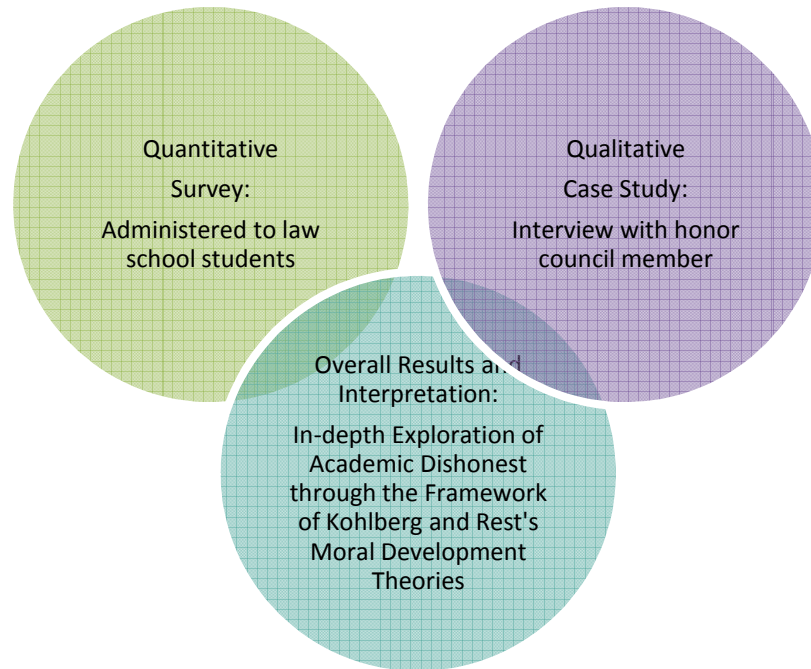 Quantitative
Survey:
Administered to law
school students
Qualitative
Case Study:
Interview with honor
council member
Overall Results and
Interpretation:
In-depth Exploration of
Academic Dishonest
through the Framework
of Kohlberg and Rest's
Moral Development
Theories